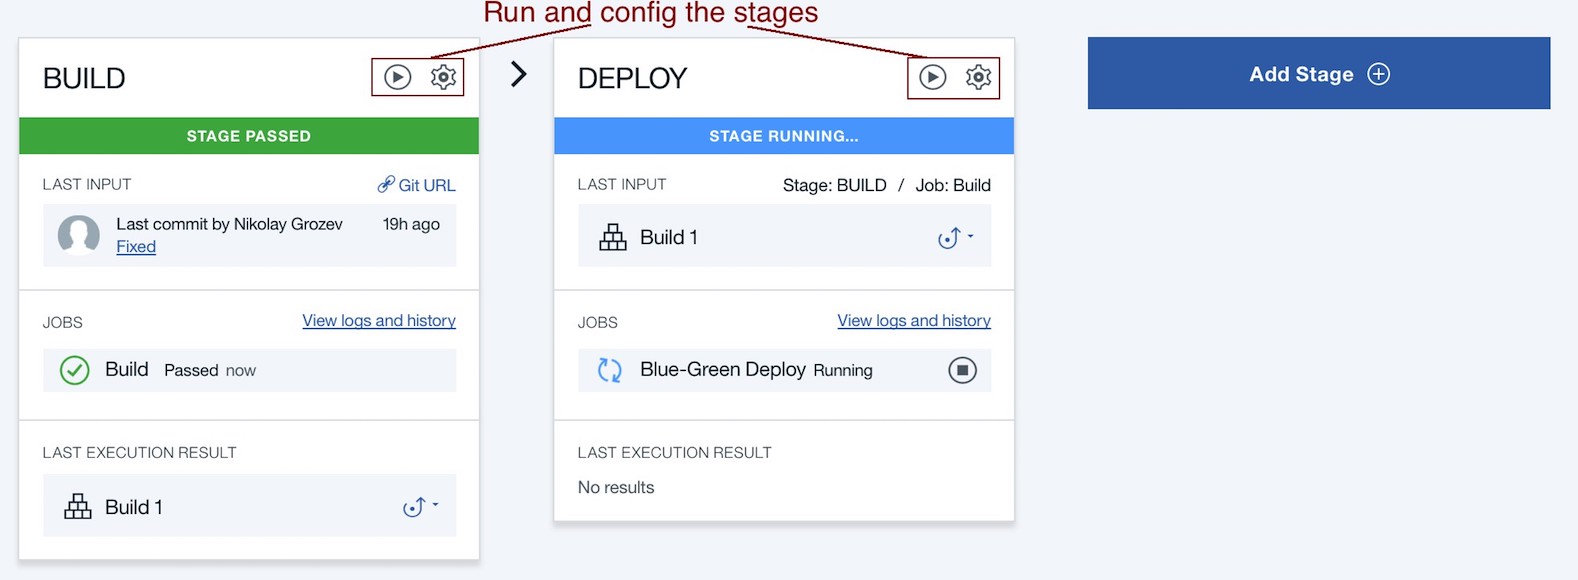 Run and config the stages
BUILD
STAGE PASSED
LAST INPUT
Git URL
Last commit by Nikolay Grozev
19h ago
Fixed
JOBS
View logs and history
Build Passed now
LAST EXECUTION RESULT
Build 1
DEPLOY
STAGE RUNNING...
LAST INPUT
Stage: BUILD / Job: Build
Build 1
JOBS
View logs and history
Blue-Green Deploy Running
LAST EXECUTION RESULT
No results
Add Stage